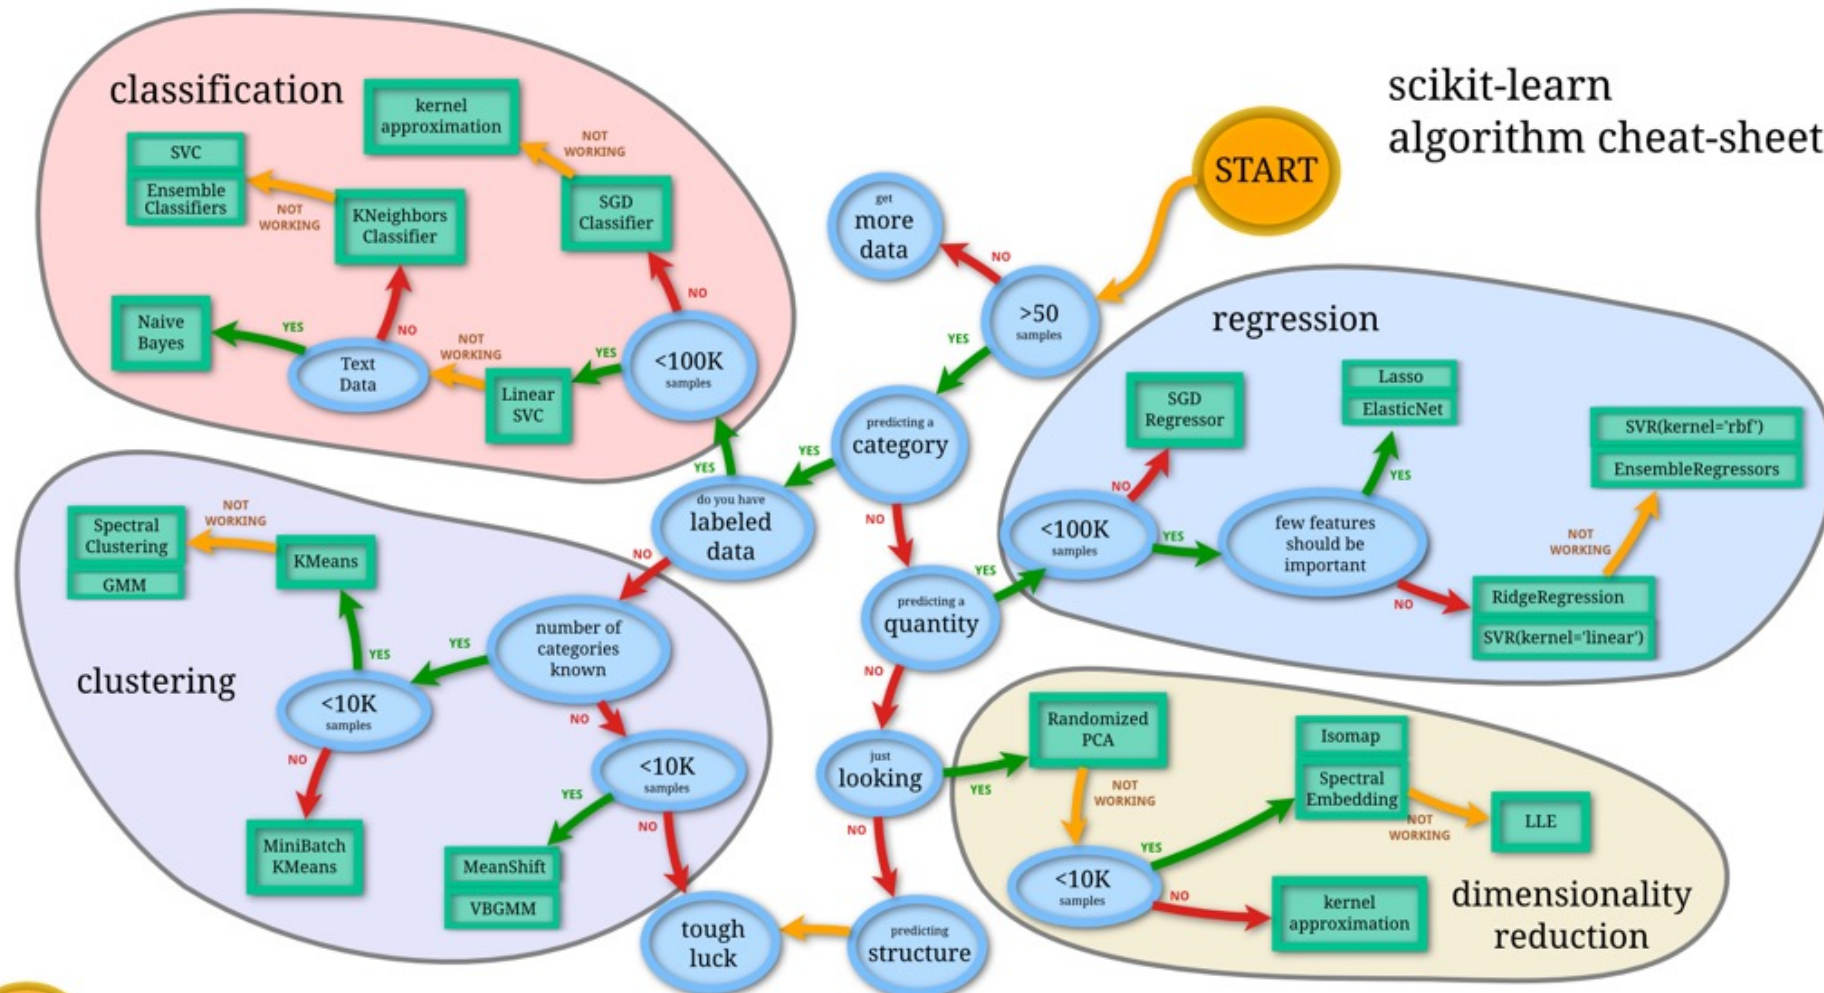 scikit-learn
algorithm cheat-sheet
START
classification
kernel
approximation
NOT
WORKING
SVC
Ensemble
Classifiers
NOT
WORKING
KNeighbors
Classifier
SGD
Classifier
NO
Naive
Bayes
YES
NO
Text
Data
NOT
WORKING
Linear
SVC
YES
<100K
samples
get
more
data
NO
>50
samples
YES
predicting a
category
YES
NO
YES
do you have
labeled
data
NO
regression
SGD
Regressor
NO
<100K
samples
YES
Lasso
ElasticNet
YES
few features
should be
important
NO
SVR(kernel='rbf')
EnsembleRegressors
NOT
WORKING
RidgeRegression
SVR(kernel='linear')
YES
predicting a
quantity
NO
clustering
Spectral
Clustering
GMM
NOT
WORKING
KMeans
YES
<10K
samples
NO
MiniBatch
KMeans
YES
number of
categories
known
NO
<10K
samples
YES
NO
MeanShift
VBGMM
tough
luck
just
looking
YES
NO
predicting
structure
Randomized
PCA
NOT
WORKING
<10K
samples
YES
NO
Isomap
Spectral
Embedding
NOT
WORKING
LLE
kernel
approximation
dimensionality
reduction